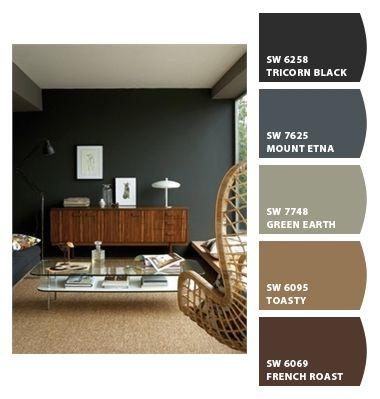 SW 6258
TRICORN BLACK
SW 7625
MOUNT ETNA
SW 7748
GREEN EARTH
SW 6095
TOASTY
SW 6069
FRENCH ROAST